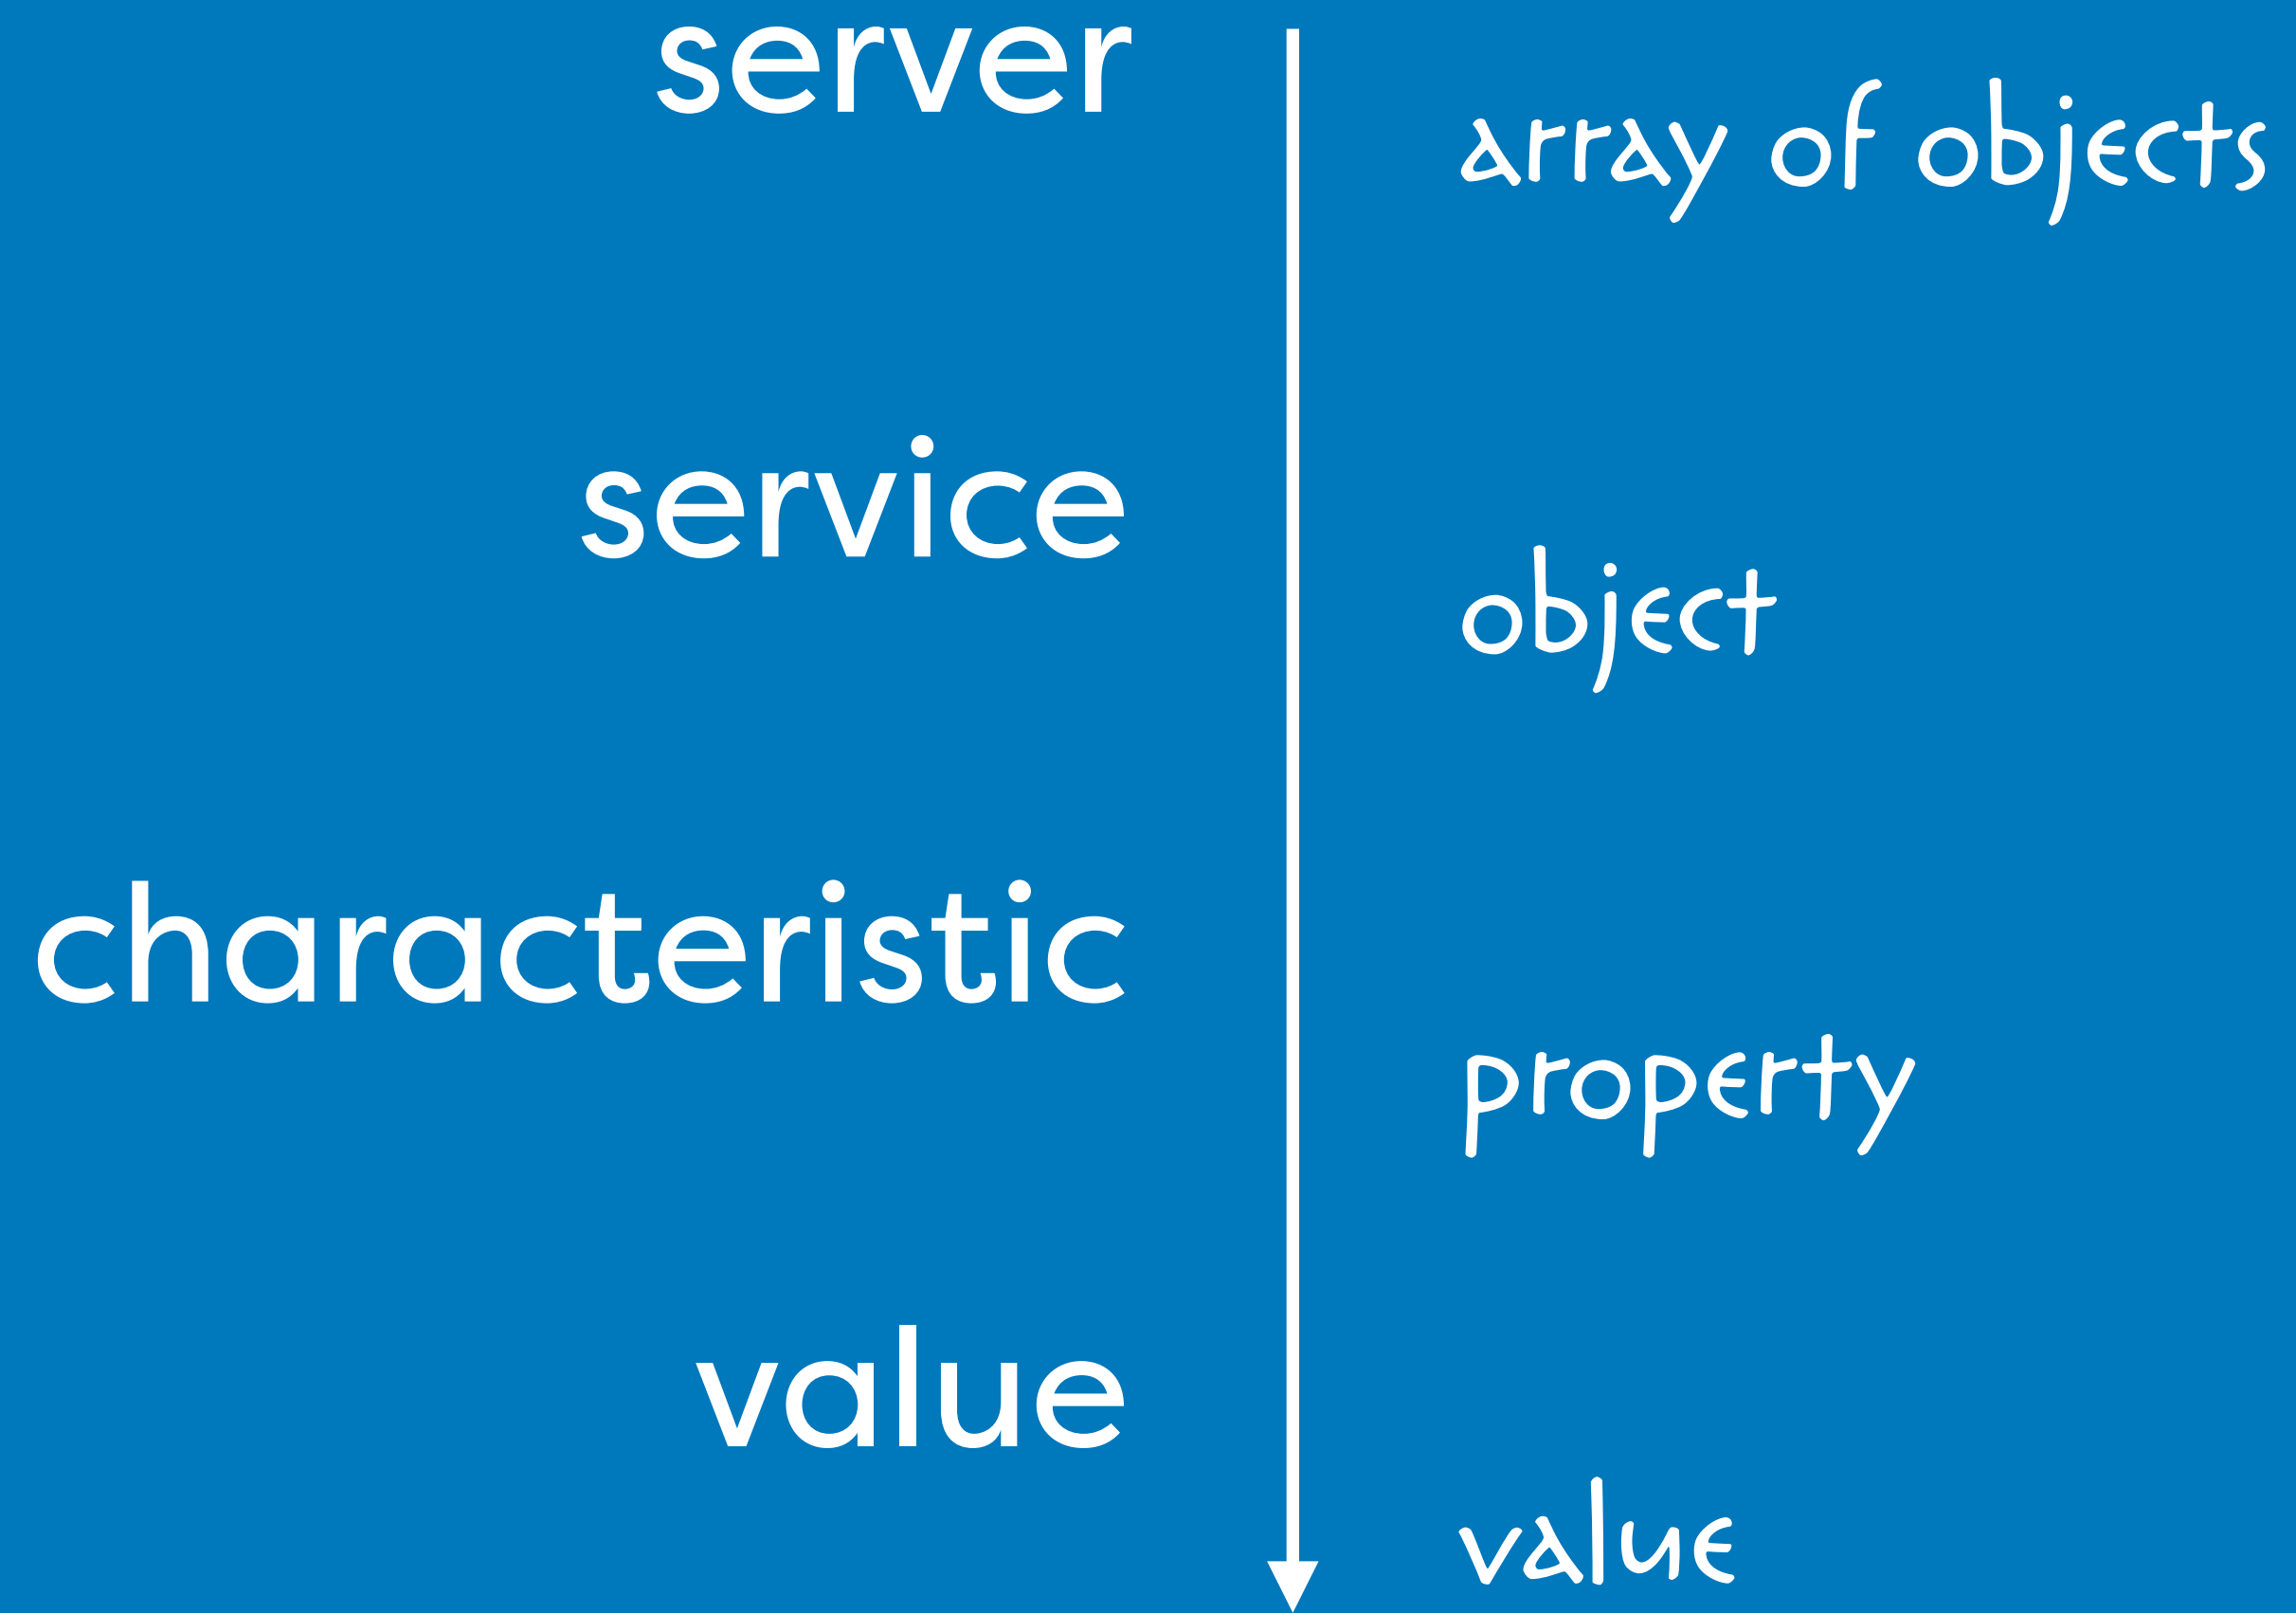 server
array of objects
service
object
characteristic
property
value
value